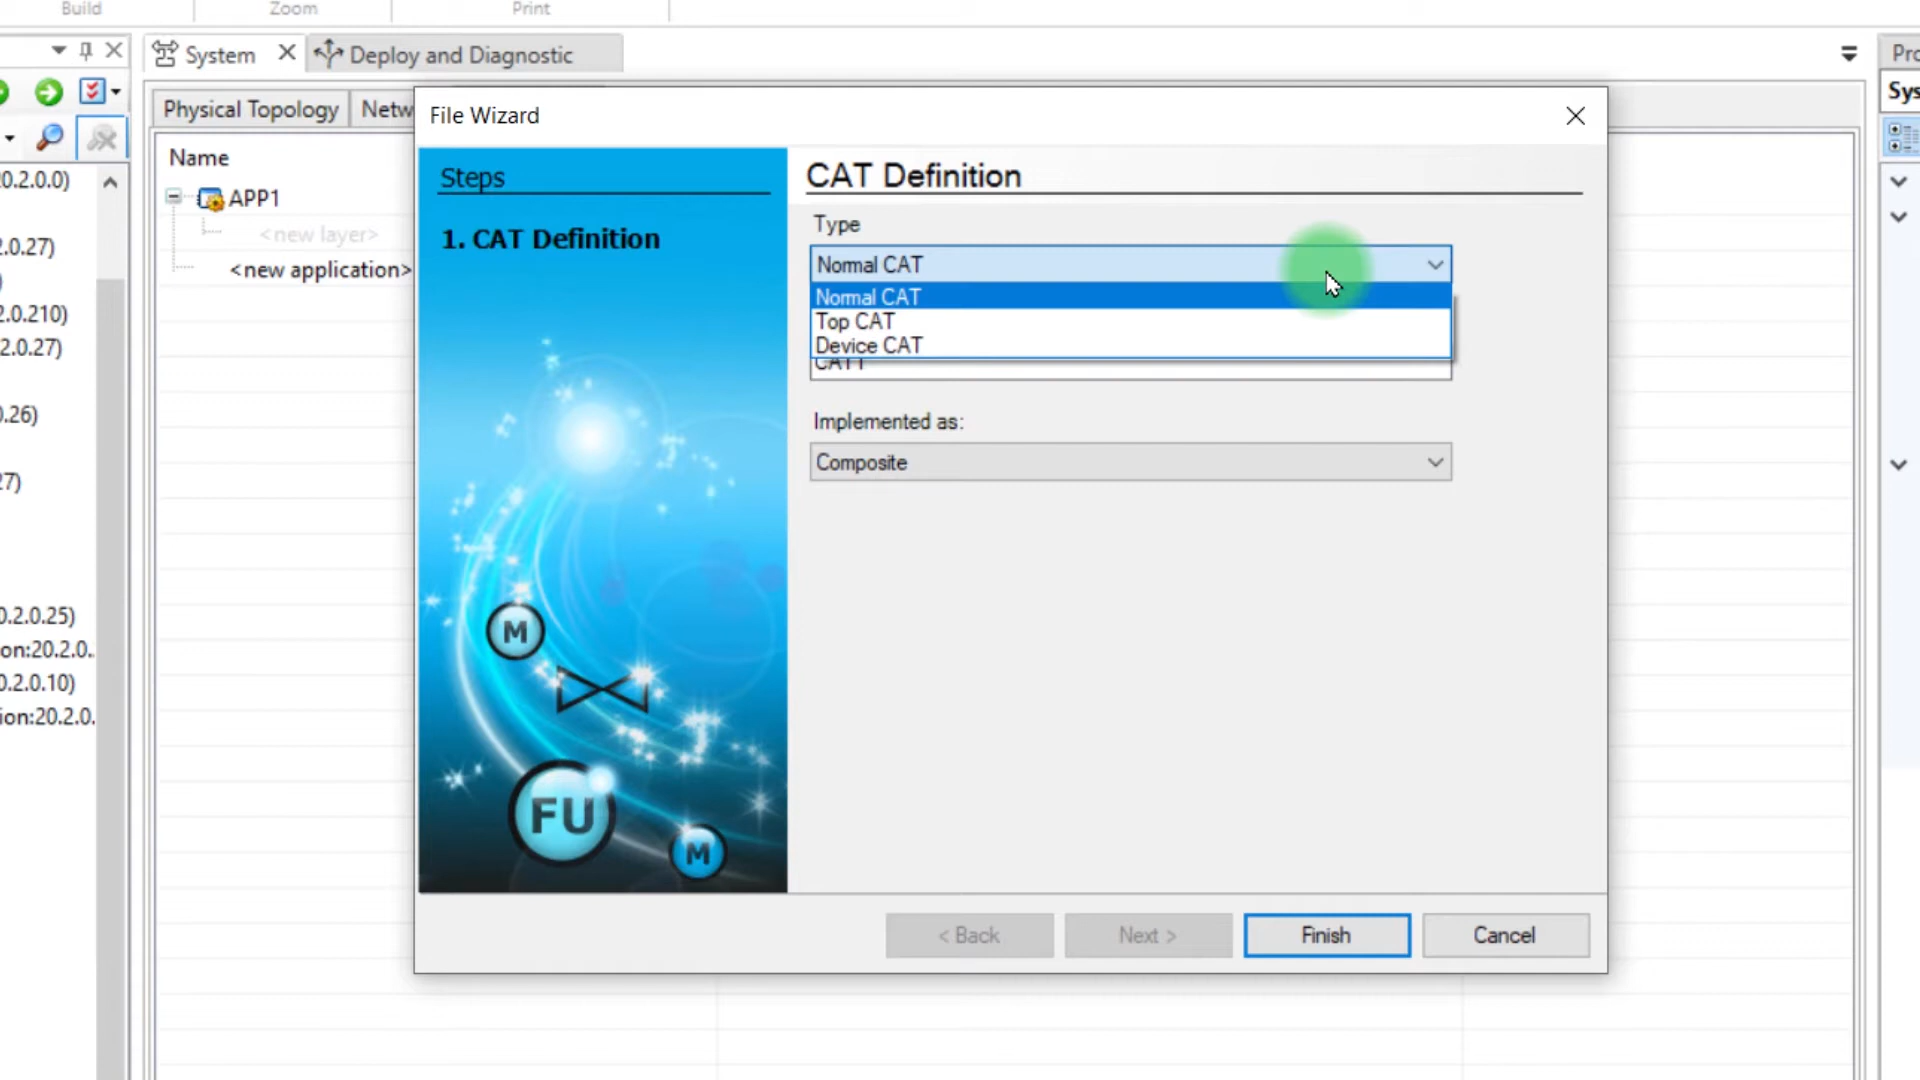 Build
Zoom
Print
System
Deploy and Diagnostic
Physical Topology
Netw
Name
APP1
<new layer>
<new application>
File Wizard
Steps
1. CAT Definition
CAT Definition
Type
Normal CAT
Normal CAT
Top CAT
Device CAT
Implemented as:
Composite
M
FU
M
< Back
Next >
Finish
Cancel
0.2.0.0)
2.0.27)
)
2.0.210)
2.0.27)
0.26)
27)
0.2.0.25)
on:20.2.0..
0.2.0.10)
ion:20.2.0.
Pro
Sys